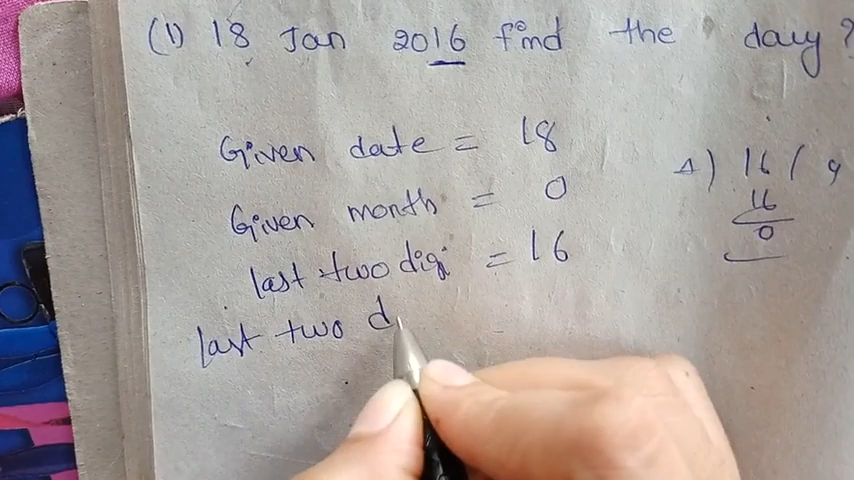 (1) 18 Jan 2016 find the day?
Given date = 18
Given month = 0
last two digi = 16
last two d
4) 16 ( 4
16
0